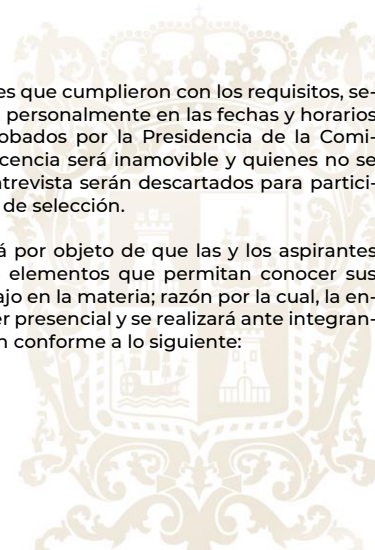 es que cumplieron con los requisitos, se-
personalmente en las fechas y horarios
obados por la Presidencia de la Comi-
cencia será inamovible y quienes no se
trevista serán descartados para partici-
de selección.
á por objeto de que las y los aspirantes
elementos que permitan conocer sus
ajo en la materia; razón por la cual, la en-
er presencial y se realizará ante integran-
n conforme a lo siguiente: